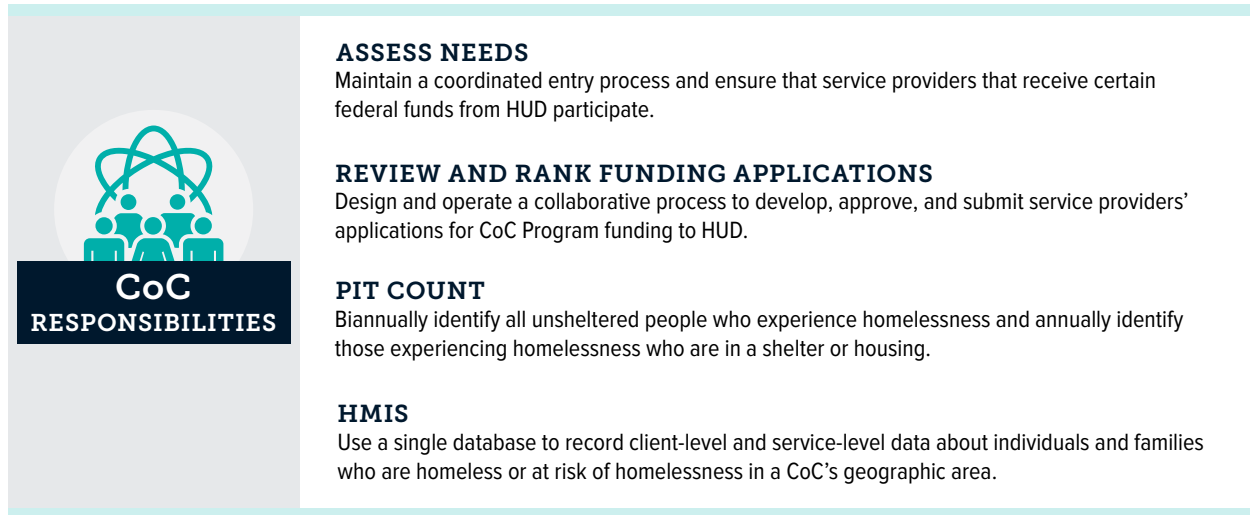 CoC
RESPONSIBILITIES
ASSESS NEEDS
Maintain a coordinated entry process and ensure that service providers that receive certain
federal funds from HUD participate.
REVIEW AND RANK FUNDING APPLICATIONS
Design and operate a collaborative process to develop, approve, and submit service providers’
applications for CoC Program funding to HUD.
PIT COUNT
Biannually identify all unsheltered people who experience homelessness and annually identify
those experiencing homelessness who are in a shelter or housing.
HMIS
Use a single database to record client-level and service-level data about individuals and families
who are homeless or at risk of homelessness in a CoC’s geographic area.